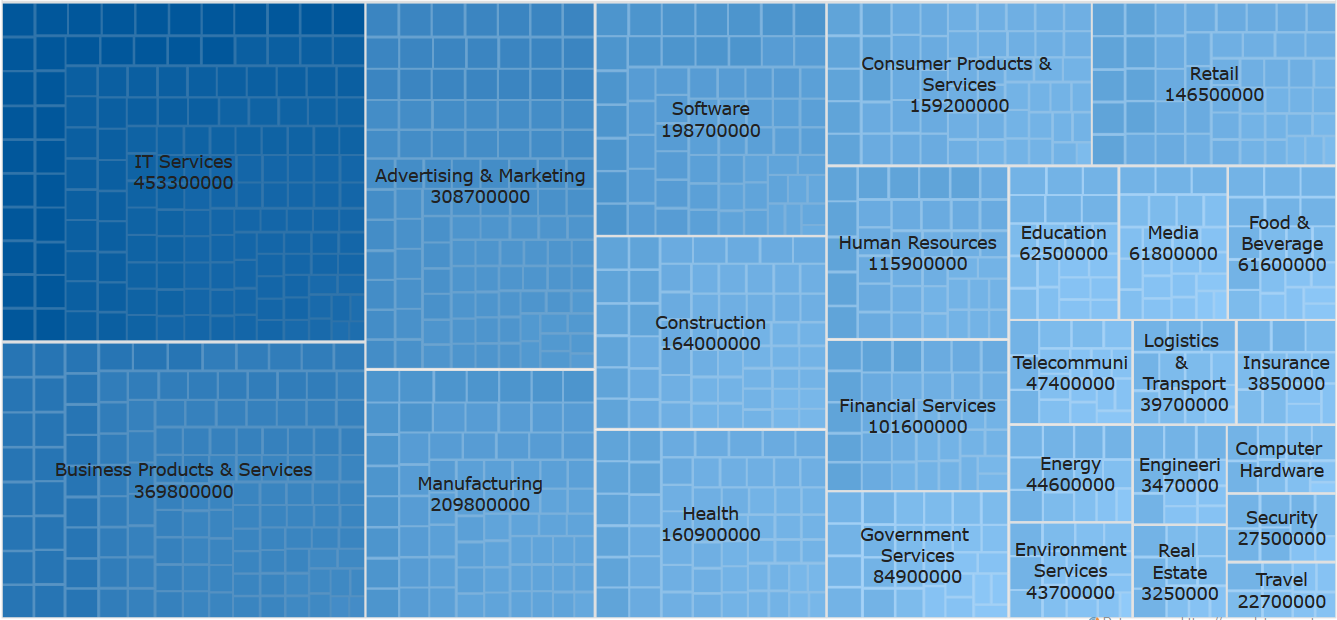 IT Services
453300000
Business Products & Services
369800000
Advertising & Marketing
308700000
Manufacturing
209800000
Software
198700000
Construction
164000000
Health
160900000
Consumer Products &
Services
159200000
Retail
146500000
Human Resources
115900000
Financial Services
101600000
Government
Services
84900000
Education
62500000
Media
61800000
Food &
Beverage
61600000
Telecommuni
47400000
Logistics
&
Transport
39700000
Insurance
3850000
Energy
44600000
Engineeri
3470000
Computer
Hardware
Environment
Services
43700000
Real
Estate
3250000
Security
27500000
Travel
22700000